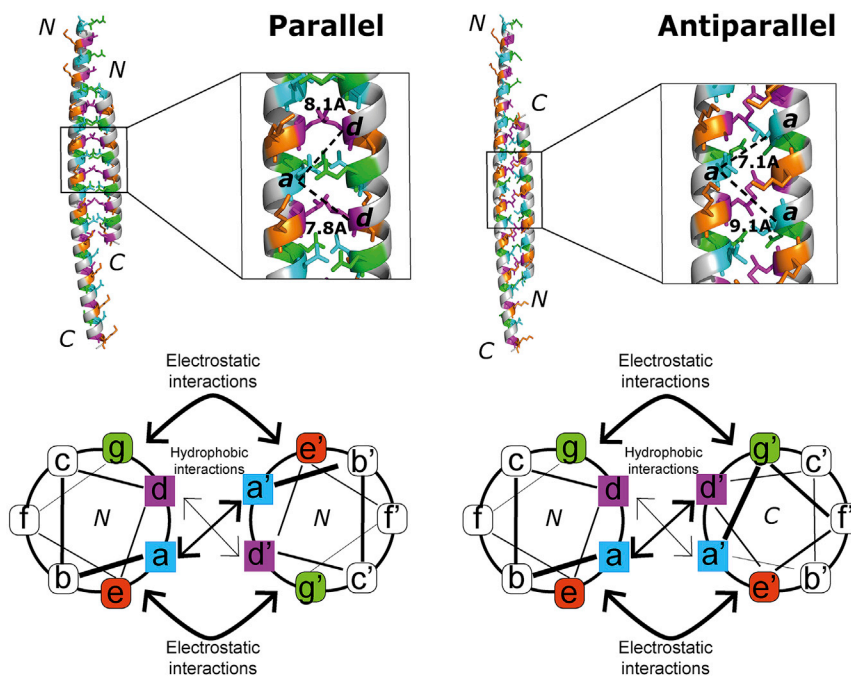 Parallel
Antiparallel
N
N
C
C
8.1A
d
a
d
7.8A
N
C
N
C
a
7.1A
a
a
9.1A
Electrostatic
interactions
Hydrophobic
interactions
g
c
d
f
N
a
b
e
e'
b'
a'
N
f'
d'
c'
g'
Electrostatic
interactions
Electrostatic
interactions
Hydrophobic
interactions
g
c
d
f
N
a
b
e
g'
c'
d'
C
f'
a'
b'
e'
Electrostatic
interactions